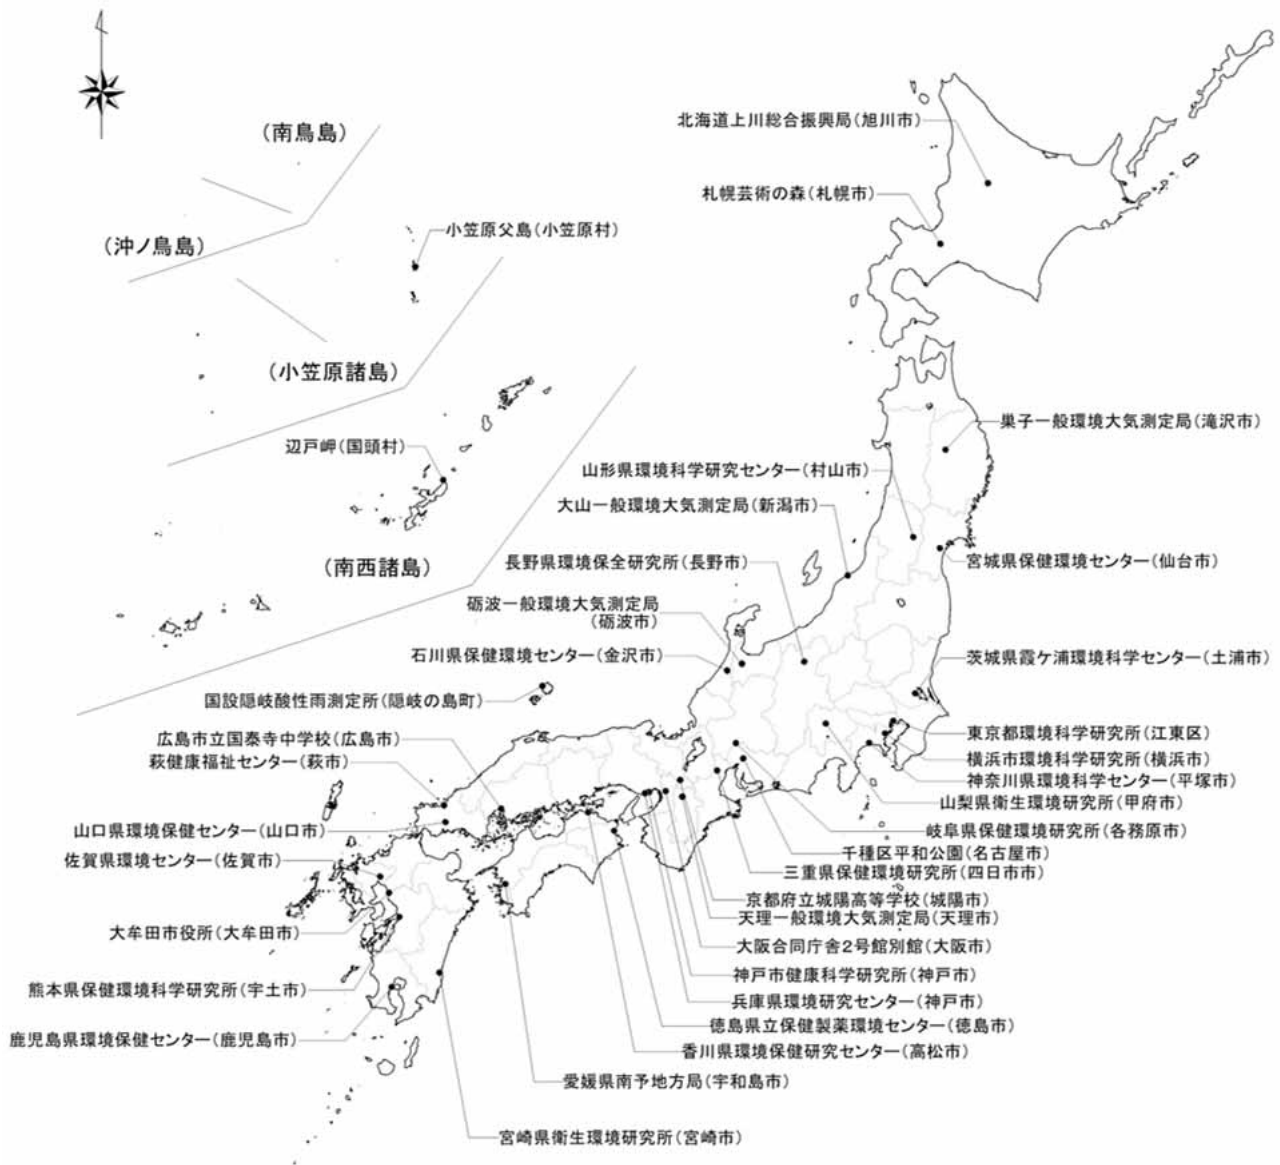 (南鳥島)
北海道上川総合振興局(旭川市)
札幌芸術の森(札幌市)
小笠原父島(小笠原村)
(沖ノ鳥島)
(小笠原諸島)
巣子一般環境大気測定局(滝沢市)
辺戸岬(国頭村)
山形県環境科学研究センター(村山市)
大山一般環境大気測定局(新潟市)
長野県環境保全研究所(長野市)
宮城県保健環境センター(仙台市)
(南西諸島)
砺波一般環境大気測定局
(砺波市)
石川県保健環境センター(金沢市)
茨城県霞ケ浦環境科学センター(土浦市)
国設隠岐酸性雨測定所(隠岐の島町)
東京都環境科学研究所(江東区)
広島市立国泰寺中学校(広島市)
横浜市環境科学研究所(横浜市)
萩健康福祉センター(萩市)
神奈川県環境科学センター(平塚市)
山梨県衛生環境研究所(甲府市)
山口県環境保健センター(山口市)
岐阜県保健環境研究所(各務原市)
千種区平和公園(名古屋市)
佐賀県環境センター(佐賀市)
三重県保健環境研究所(四日市市)
京都府立城陽高等学校(城陽市)
天理一般環境大気測定局(天理市)
大牟田市役所(大牟田市)
大阪合同庁舎2号館別館(大阪市)
神戸市健康科学研究所(神戸市)
熊本県保健環境科学研究所(宇土市)
兵庫県環境研究センター(神戸市)
徳島県立保健製薬環境センター(徳島市)
鹿児島県環境保健センター(鹿児島市)
香川県環境保健研究センター(高松市)
愛媛県南予地方局(宇和島市)
宮崎県衛生環境研究所(宮崎市)